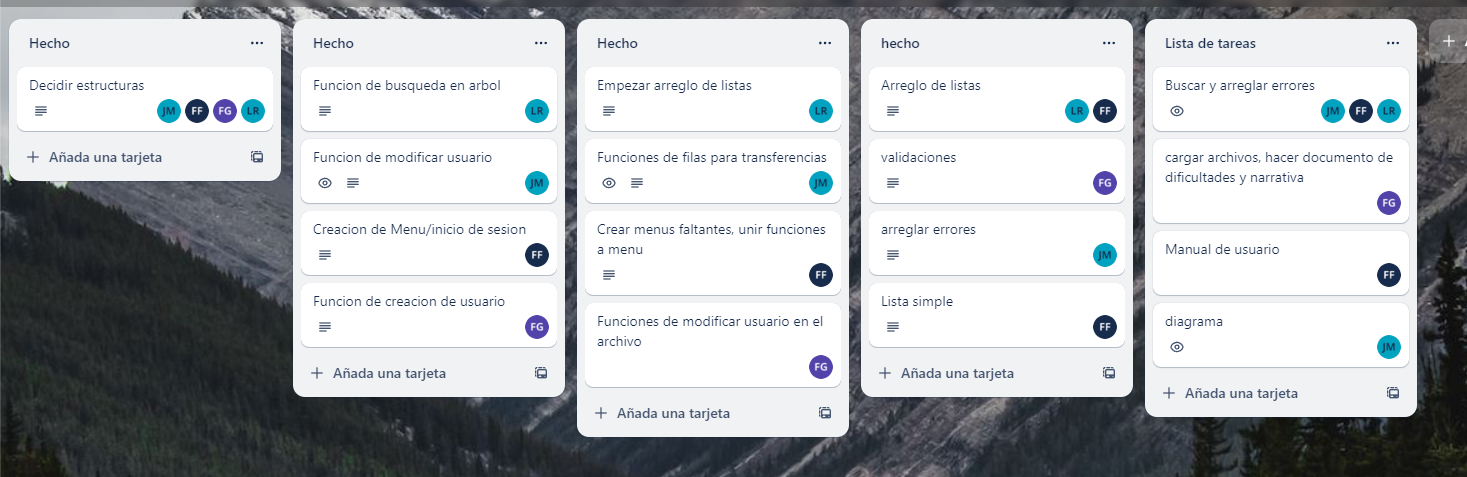 Hecho
Decidir estructuras
JM FF FG LR
Añada una tarjeta
Hecho
Funcion de busqueda en arbol
LR
Funcion de modificar usuario
JM
Creacion de Menu/inicio de sesion
FF
Funcion de creacion de usuario
FG
Añada una tarjeta
Hecho
Empezar arreglo de listas
LR
Funciones de filas para transferencias
JM
Crear menus faltantes, unir funciones
a menu
FF
Funciones de modificar usuario en el
archivo
FG
Añada una tarjeta
hecho
Arreglo de listas
LR FF
validaciones
FG
arreglar errores
JM
Lista simple
FF
Añada una tarjeta
Lista de tareas
Buscar y arreglar errores
JM FF LR
cargar archivos, hacer documento de
dificultades y narrativa
FG
Manual de usuario
FF
diagrama
JM
Añada una tarjeta